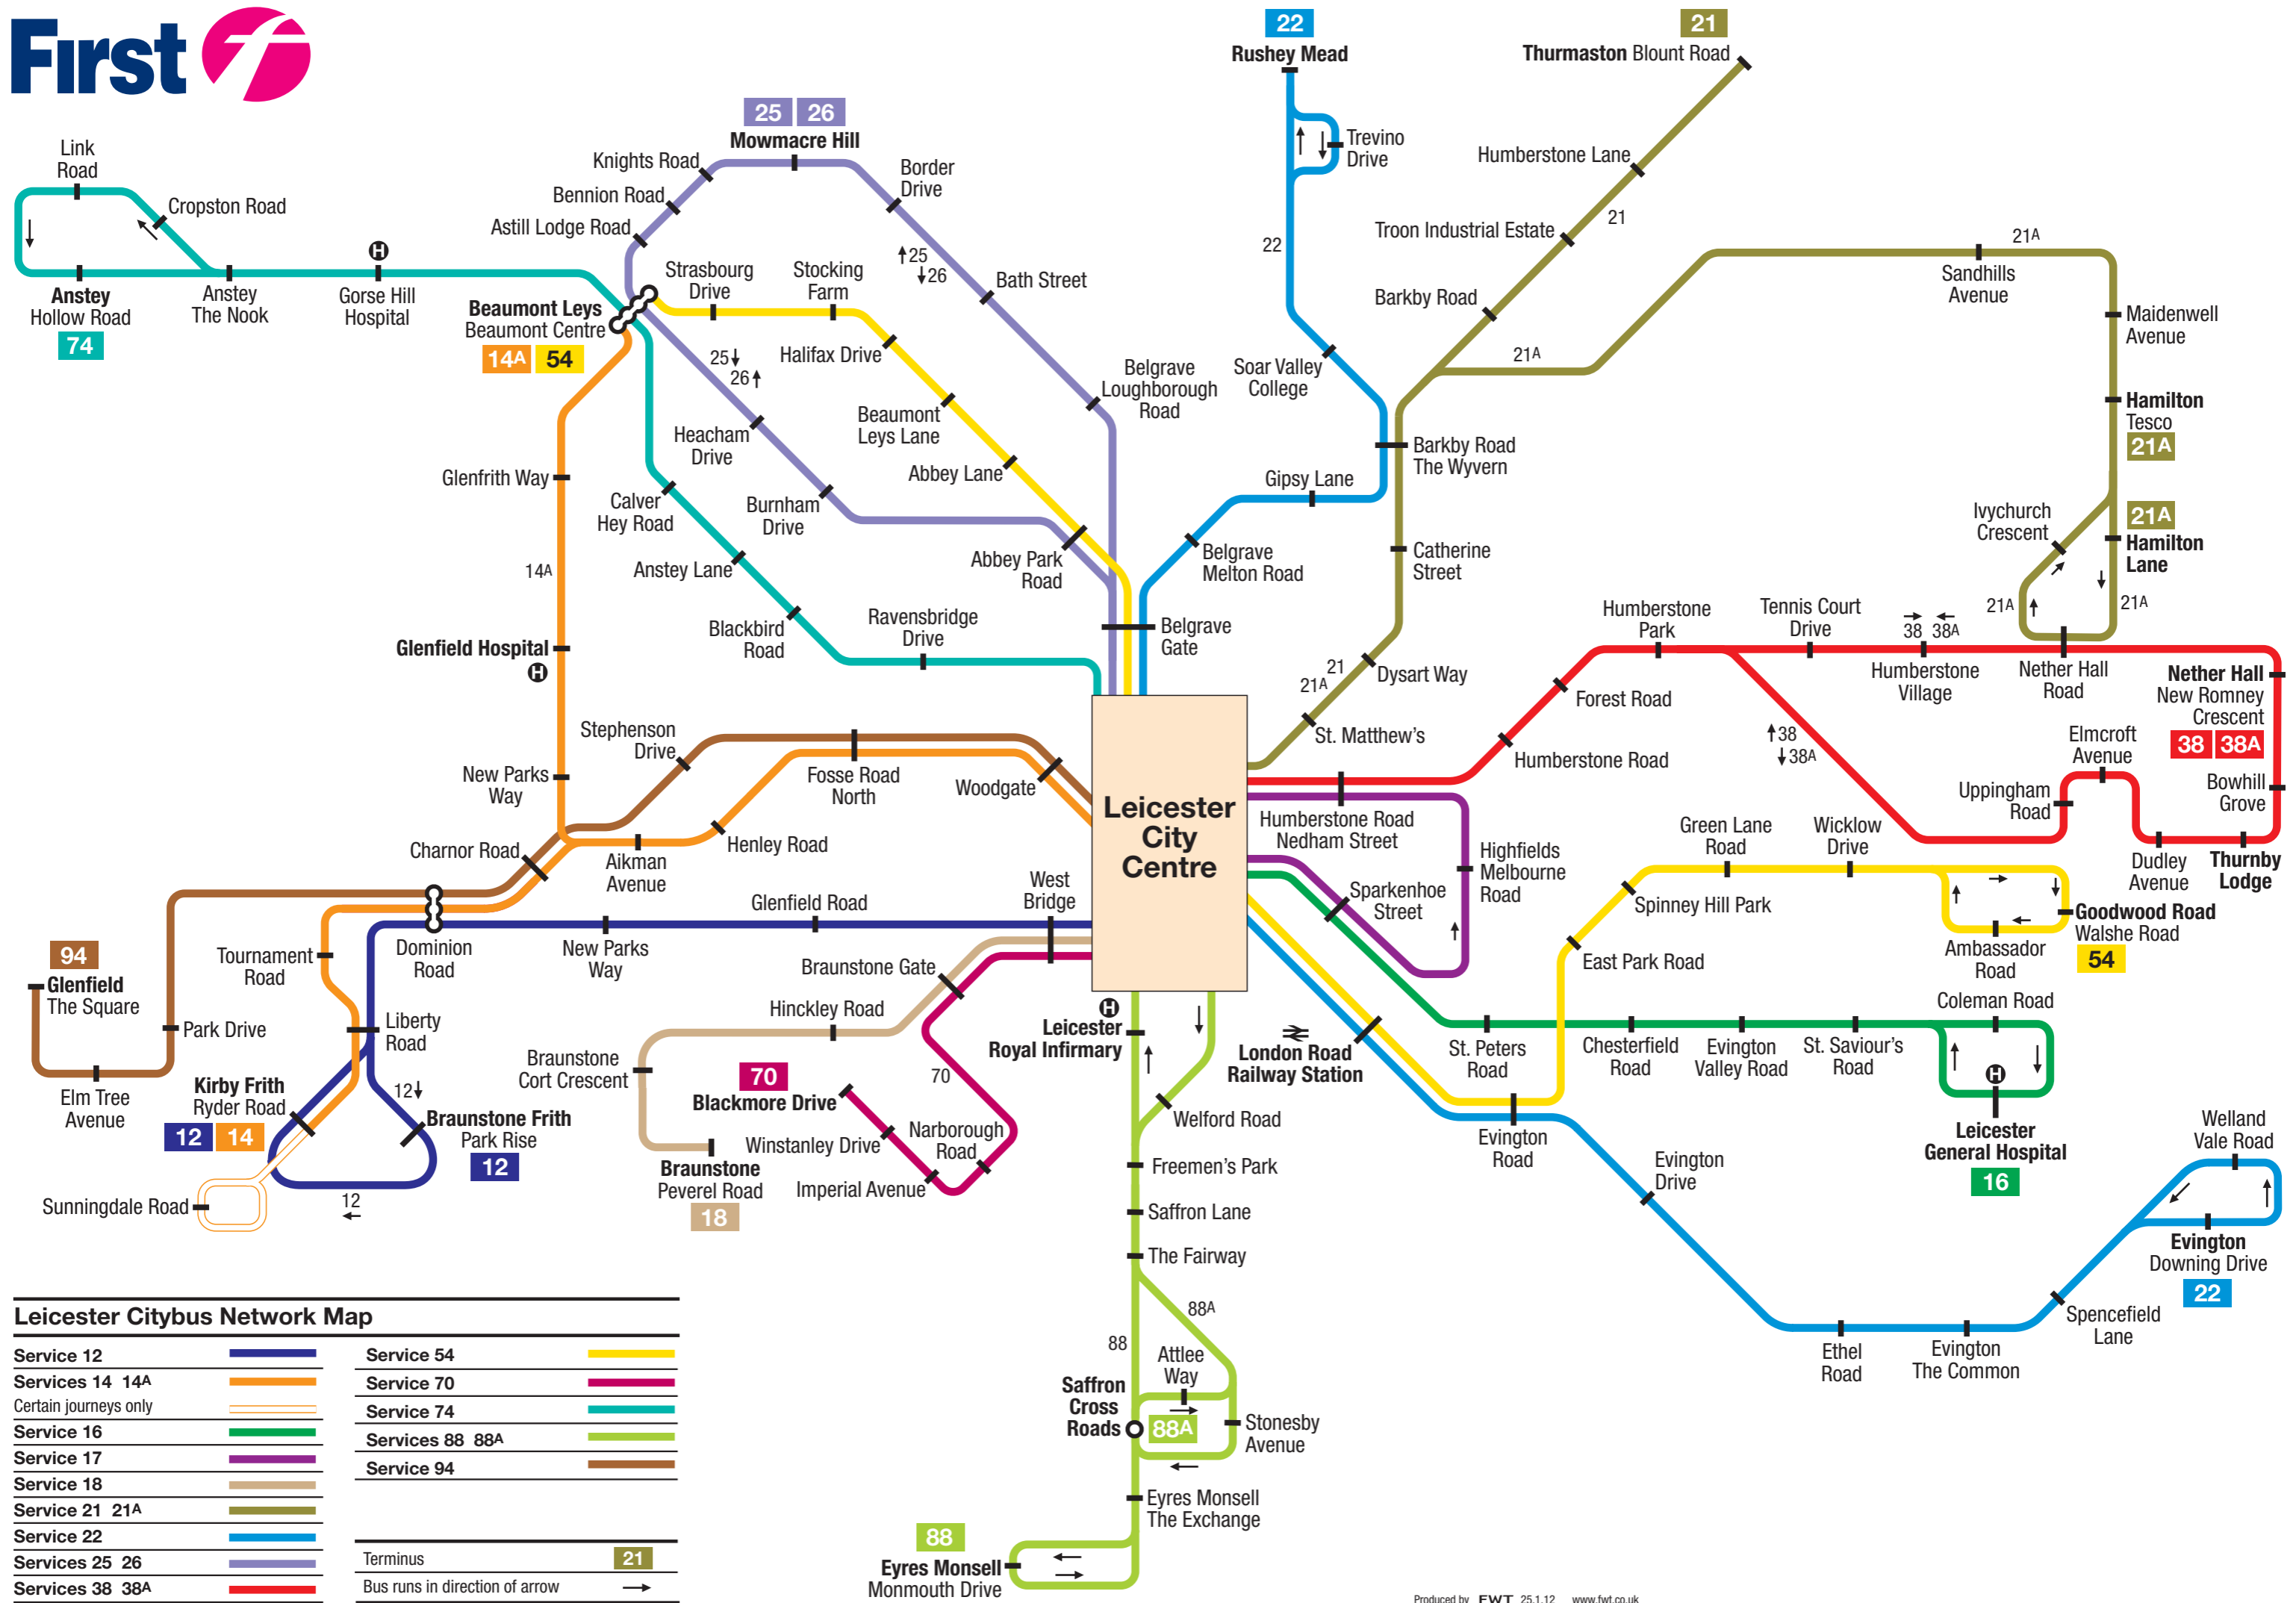 First
22
Rushey Mead
21
Thurmaston Blount Road
25 26
Mowmacre Hill
Link
Road
Cropston Road
Knights Road
Bennion Road
Astill Lodge Road
Border
Drive
25
26
Bath Street
Trevino
Drive
22
Humberstone Lane
21
Troon Industrial Estate
Barkby Road
21A
Sandhills
Avenue
Maidenwell
Avenue
Anstey
Hollow Road
74
Anstey
The Nook
H
Gorse Hill
Hospital
Beaumont Leys
Beaumont Centre
14A 54
Strasbourg
Drive
Stocking
Farm
Halifax Drive
25
26
Beaumont
Leys Lane
Abbey Lane
Heacham
Drive
Burnham
Drive
Belgrave
Loughborough
Road
Soar Valley
College
21A
Hamilton
Tesco
21A
Barkby Road
The Wyvern
Gipsy Lane
Glenfrith Way
Calver
Hey Road
Anstey Lane
Blackbird
Road
Ravensbridge
Drive
Abbey Park
Road
Belgrave
Melton Road
Catherine
Street
Ivychurch
Crescent
21A
Hamilton
Lane
14A
21A
21A
Glenfield Hospital
H
Belgrave
Gate
21
21A
Dysart Way
St. Matthew's
Humberstone
Park
Tennis Court
Drive
38 38A
Humberstone
Village
Nether Hall
Road
Nether Hall
New Romney
Crescent
38 38A
Forest Road
Humberstone Road
38
38A
Elmcroft
Avenue
Uppingham
Road
Bowhill
Grove
Dudley
Avenue
Thurnby
Lodge
Stephenson
Drive
New Parks
Way
Fosse Road
North
Woodgate
Leicester
City
Centre
Humberstone Road
Nedham Street
Highfields
Melbourne
Road
Sparkenhoe
Street
Charnor Road
Aikman
Avenue
Henley Road
West
Bridge
Glenfield Road
New Parks
Way
Dominion
Road
Green Lane
Road
Wicklow
Drive
Spinney Hill Park
East Park Road
Goodwood Road
Walshe Road
54
Ambassador
Road
94
Glenfield
The Square
Tournament
Road
Park Drive
Elm Tree
Avenue
Liberty
Road
Kirby Frith
Ryder Road
12 14
12
Braunstone Frith
Park Rise
12
Sunningdale Road
12
Braunstone Gate
Hinckley Road
Braunstone
Cort Crescent
70
Blackmore Drive
70
Winstanley Drive
Narborough
Road
Imperial Avenue
Braunstone
Peverel Road
18
H
Leicester
Royal Infirmary
London Road
Railway Station
Welford Road
Freemen's Park
Saffron Lane
The Fairway
88A
88
Attlee
Way
Saffron
Cross
Roads
88A
Stonesby
Avenue
Eyres Monsell
The Exchange
88
Eyres Monsell
Monmouth Drive
St. Peters
Road
Chesterfield
Road
Evington
Valley Road
St. Saviour's
Road
Coleman Road
H
Leicester
General Hospital
16
Evington
Road
Evington
Drive
Welland
Vale Road
Evington
Downing Drive
22
Spencefield
Lane
Ethel
Road
Evington
The Common
Leicester Citybus Network Map
Service 12
Services 14 14A
Certain journeys only
Service 16
Service 17
Service 18
Service 21 21A
Service 22
Services 25 26
Services 38 38A
Service 54
Service 70
Service 74
Services 88 88A
Service 94
Terminus 21
Bus runs in direction of arrow
Produced by FWT 25.1.12 www.fwt.co.uk